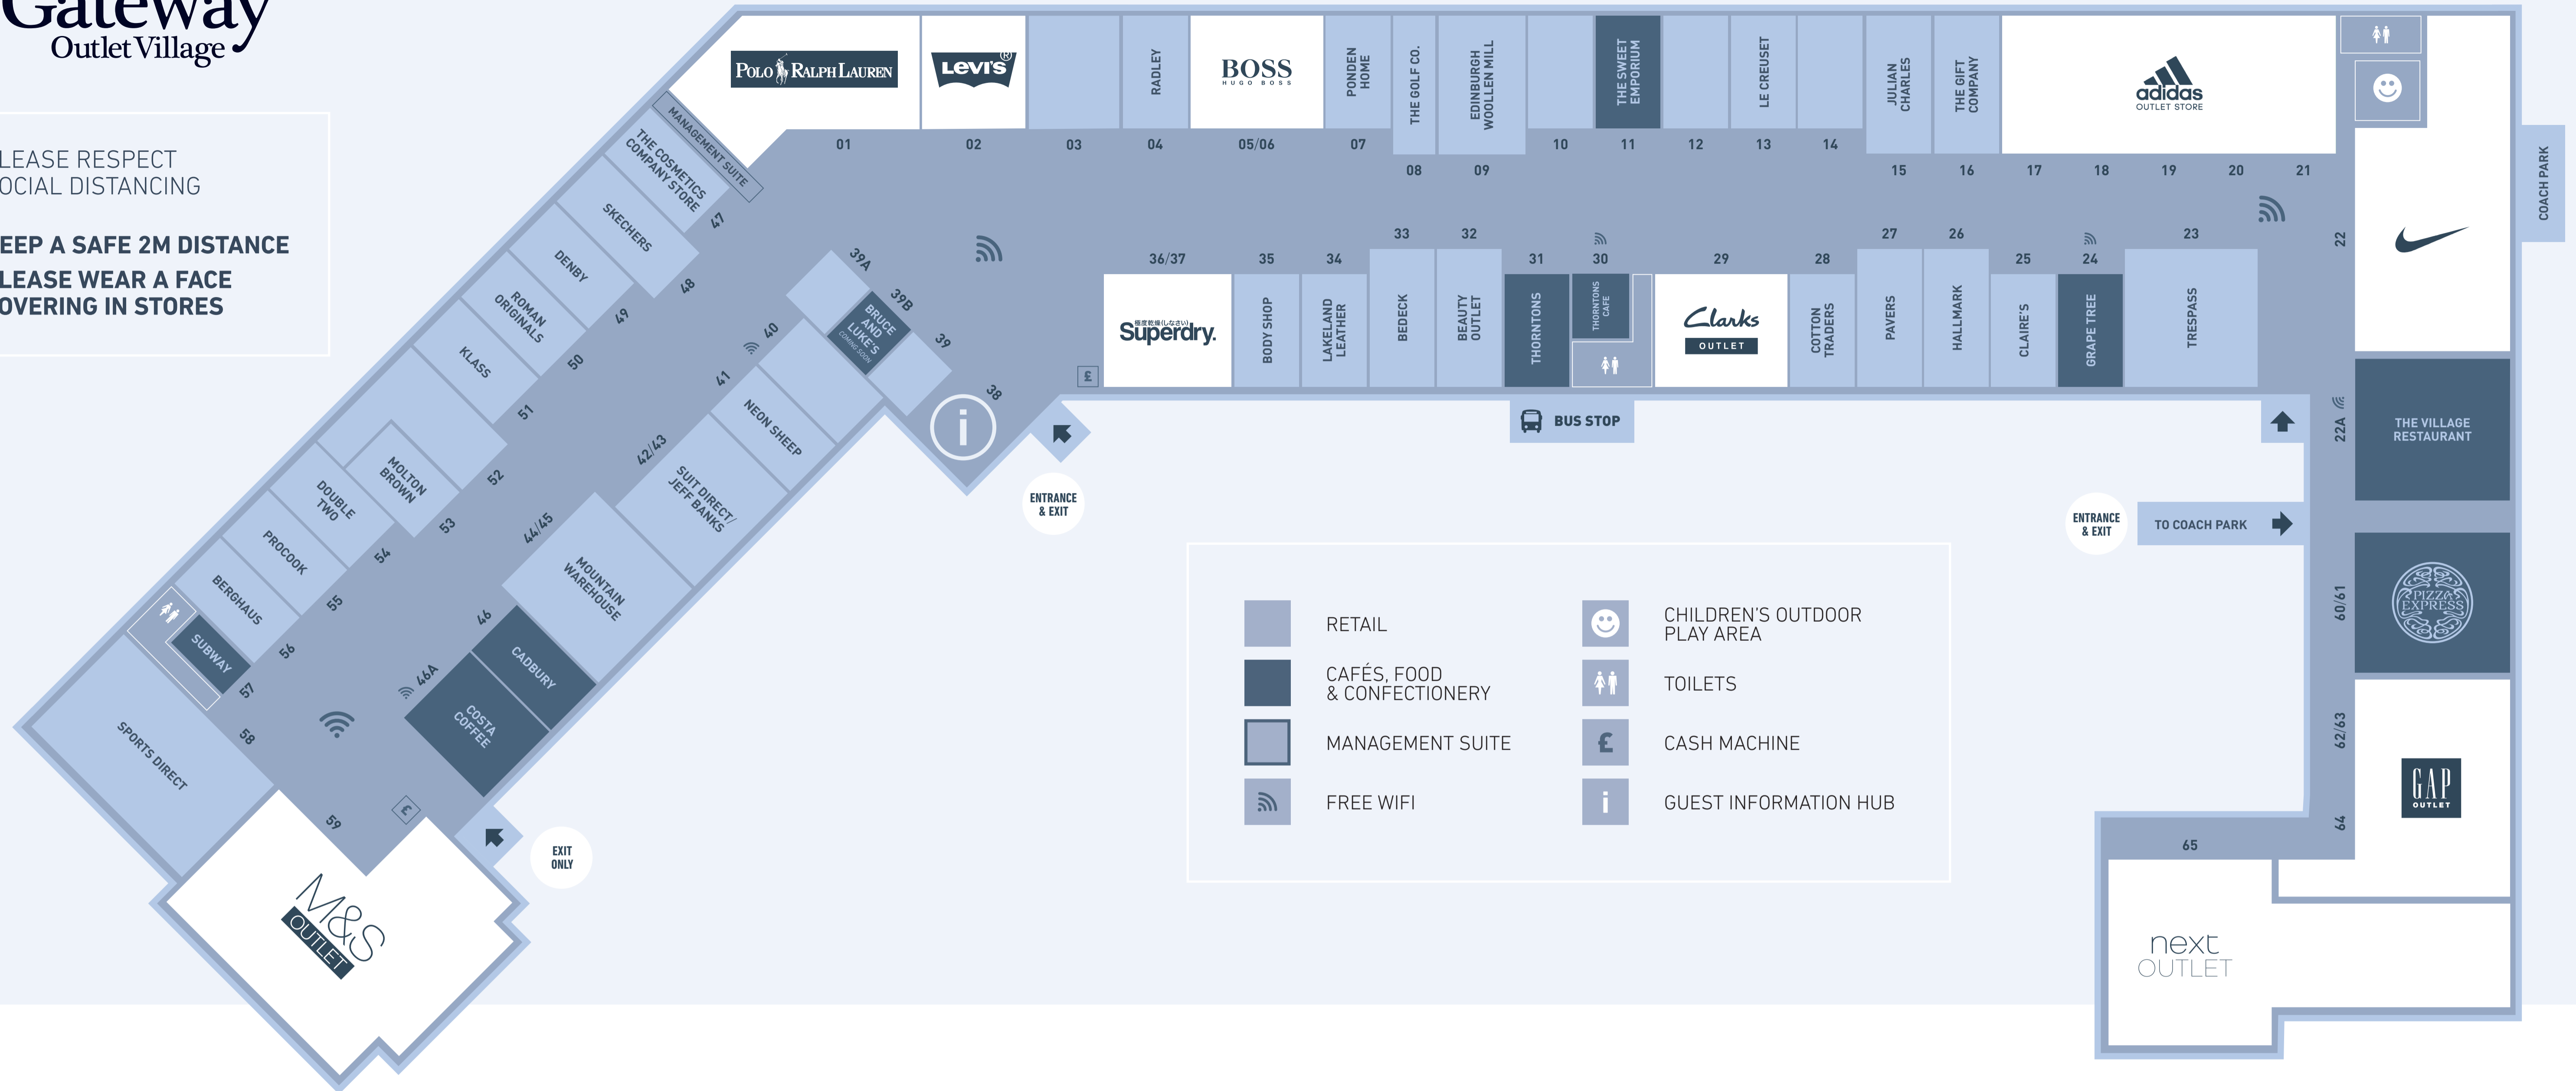 Gateway
Outlet Village
LEASE RESPECT
OCIAL DISTANCING
EEP A SAFE 2M DISTANCE
LEASE WEAR A FACE
OVERING IN STORES
POLO RALPH LAUREN
LEVI'S®
RADLEY
BOSS
HUGO BOSS
PONDEN
HOME
THE GOLF CO.
EDINBURGH
WOOLLEN MILL
THE SWEET
EMPORIUM
LE CREUSET
JULIAN
CHARLES
THE GIFT
COMPANY
adidas
OUTLET STORE
COACH PARK
01
02
03
04
05/06
07
08
09
10
11
12
13
14
15
16
17
18
19
20
21
22
MANAGEMENT SUITE
THE COSMETICS
COMPANY STORE
47
SKECHERS
48
DENBY
49
ROMAN
ORIGINALS
50
KLASS
51
52
MOLTON
BROWN
53
DOUBLE
TWO
54
PROCOOK
55
BERGHAUS
56
SUBWAY
57
SPORTS DIRECT
58
59
M&S
OUTLET
39A
39B
BRUCE
AND
LUKE'S
COMING SOON
39
38
i
40
41
NEON SHEEP
42/43
SUIT DIRECT/
JEFF BANKS
44/45
MOUNTAIN
WAREHOUSE
46
CADBURY
46A
COSTA
COFFEE
£
EXIT
ONLY
£
ENTRANCE
& EXIT
36/37
35
34
33
32
31
30
29
28
27
26
25
24
23
極度乾燥(しなさい)
Superdry.
BODY SHOP
LAKELAND
LEATHER
BEDECK
BEAUTY
OUTLET
THORNTONS
THORNTONS
CAFE
Clarks
OUTLET
COTTON
TRADERS
PAVERS
HALLMARK
CLAIRE'S
GRAPE TREE
TRESPASS
BUS STOP
22A
THE VILLAGE
RESTAURANT
ENTRANCE
& EXIT
TO COACH PARK
60/61
PIZZA
EXPRESS
62/63
GAP
OUTLET
64
65
next
OUTLET
RETAIL
CAFÉS, FOOD
& CONFECTIONERY
MANAGEMENT SUITE
FREE WIFI
CHILDREN'S OUTDOOR
PLAY AREA
TOILETS
£
CASH MACHINE
i
GUEST INFORMATION HUB